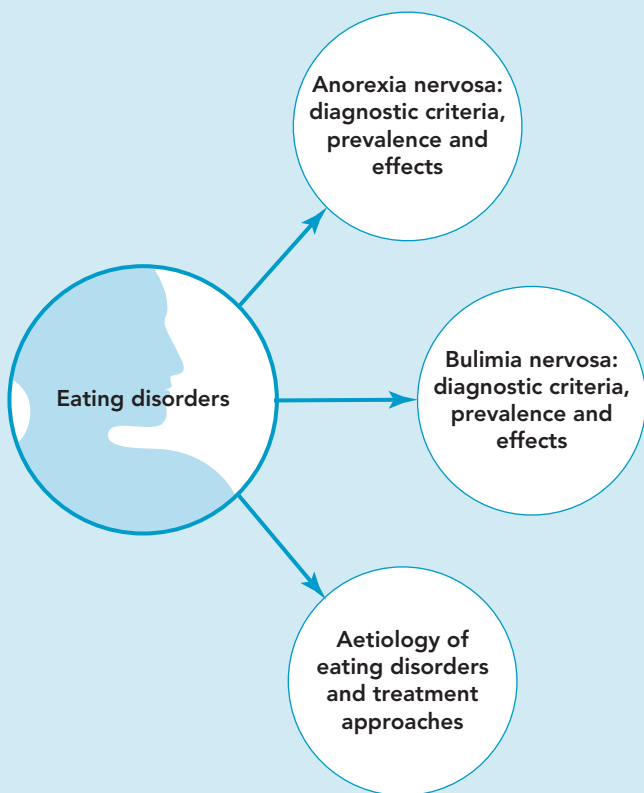 Anorexia nervosa:
diagnostic criteria,
prevalence and
effects
Eating disorders
Bulimia nervosa:
diagnostic criteria,
prevalence and
effects
Aetiology of
eating disorders
and treatment
approaches